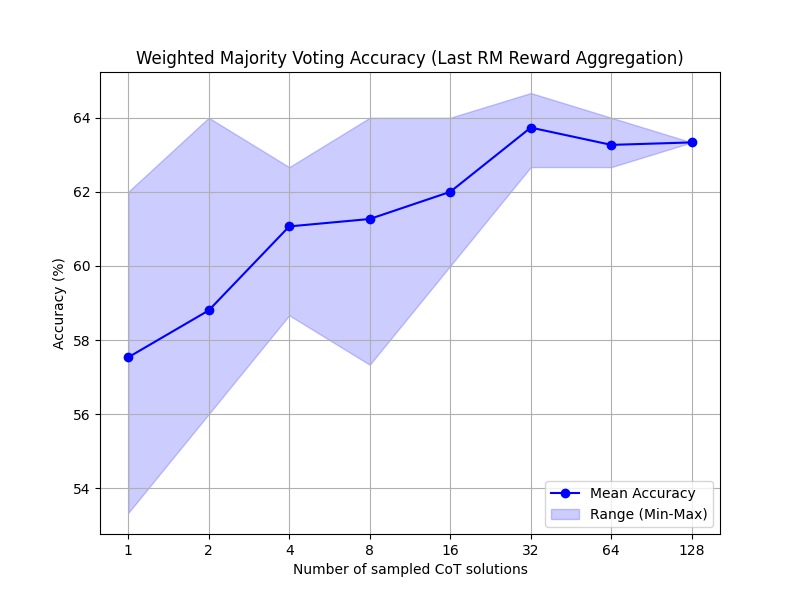 Weighted Majority Voting Accuracy (Last RM Reward Aggregation)
64
62
60
58
56
54
Accuracy (%)
Mean Accuracy
Range (Min-Max)
1 2 4 8 16 32 64 128
Number of sampled CoT solutions